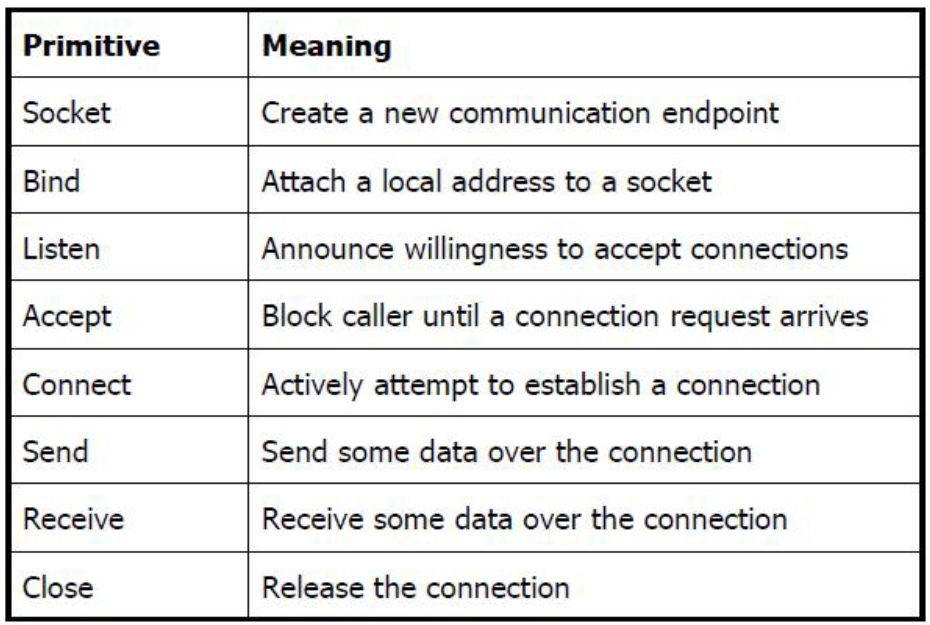 Primitive Meaning
Socket Create a new communication endpoint
Bind Attach a local address to a socket
Listen Announce willingness to accept connections
Accept Block caller until a connection request arrives
Connect Actively attempt to establish a connection
Send Send some data over the connection
Receive Receive some data over the connection
Close Release the connection